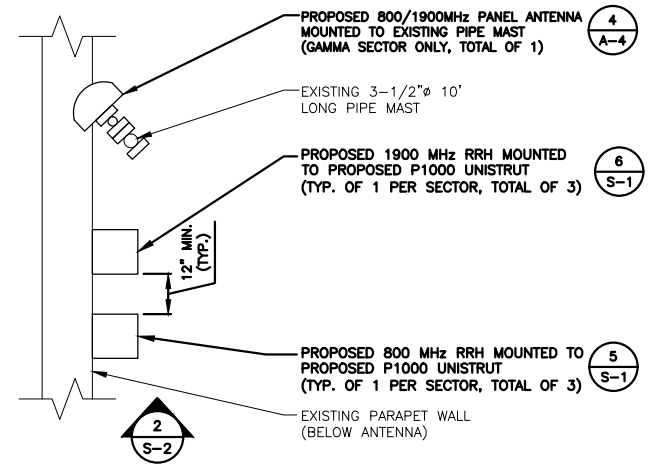 PROPOSED 800/1900MHz PANEL ANTENNA
MOUNTED TO EXISTING PIPE MAST
(GAMMA SECTOR ONLY, TOTAL OF 1)
4
A-4
EXISTING 3-1/2"ø 10'
LONG PIPE MAST
PROPOSED 1900 MHz RRH MOUNTED
TO PROPOSED P1000 UNISTRUT
(TYP. OF 1 PER SECTOR, TOTAL OF 3)
6
S-1
12" MIN.
(TYP.)
PROPOSED 800 MHz RRH MOUNTED TO
PROPOSED P1000 UNISTRUT
(TYP. OF 1 PER SECTOR, TOTAL OF 3)
5
S-1
EXISTING PARAPET WALL
(BELOW ANTENNA)
2
S-2